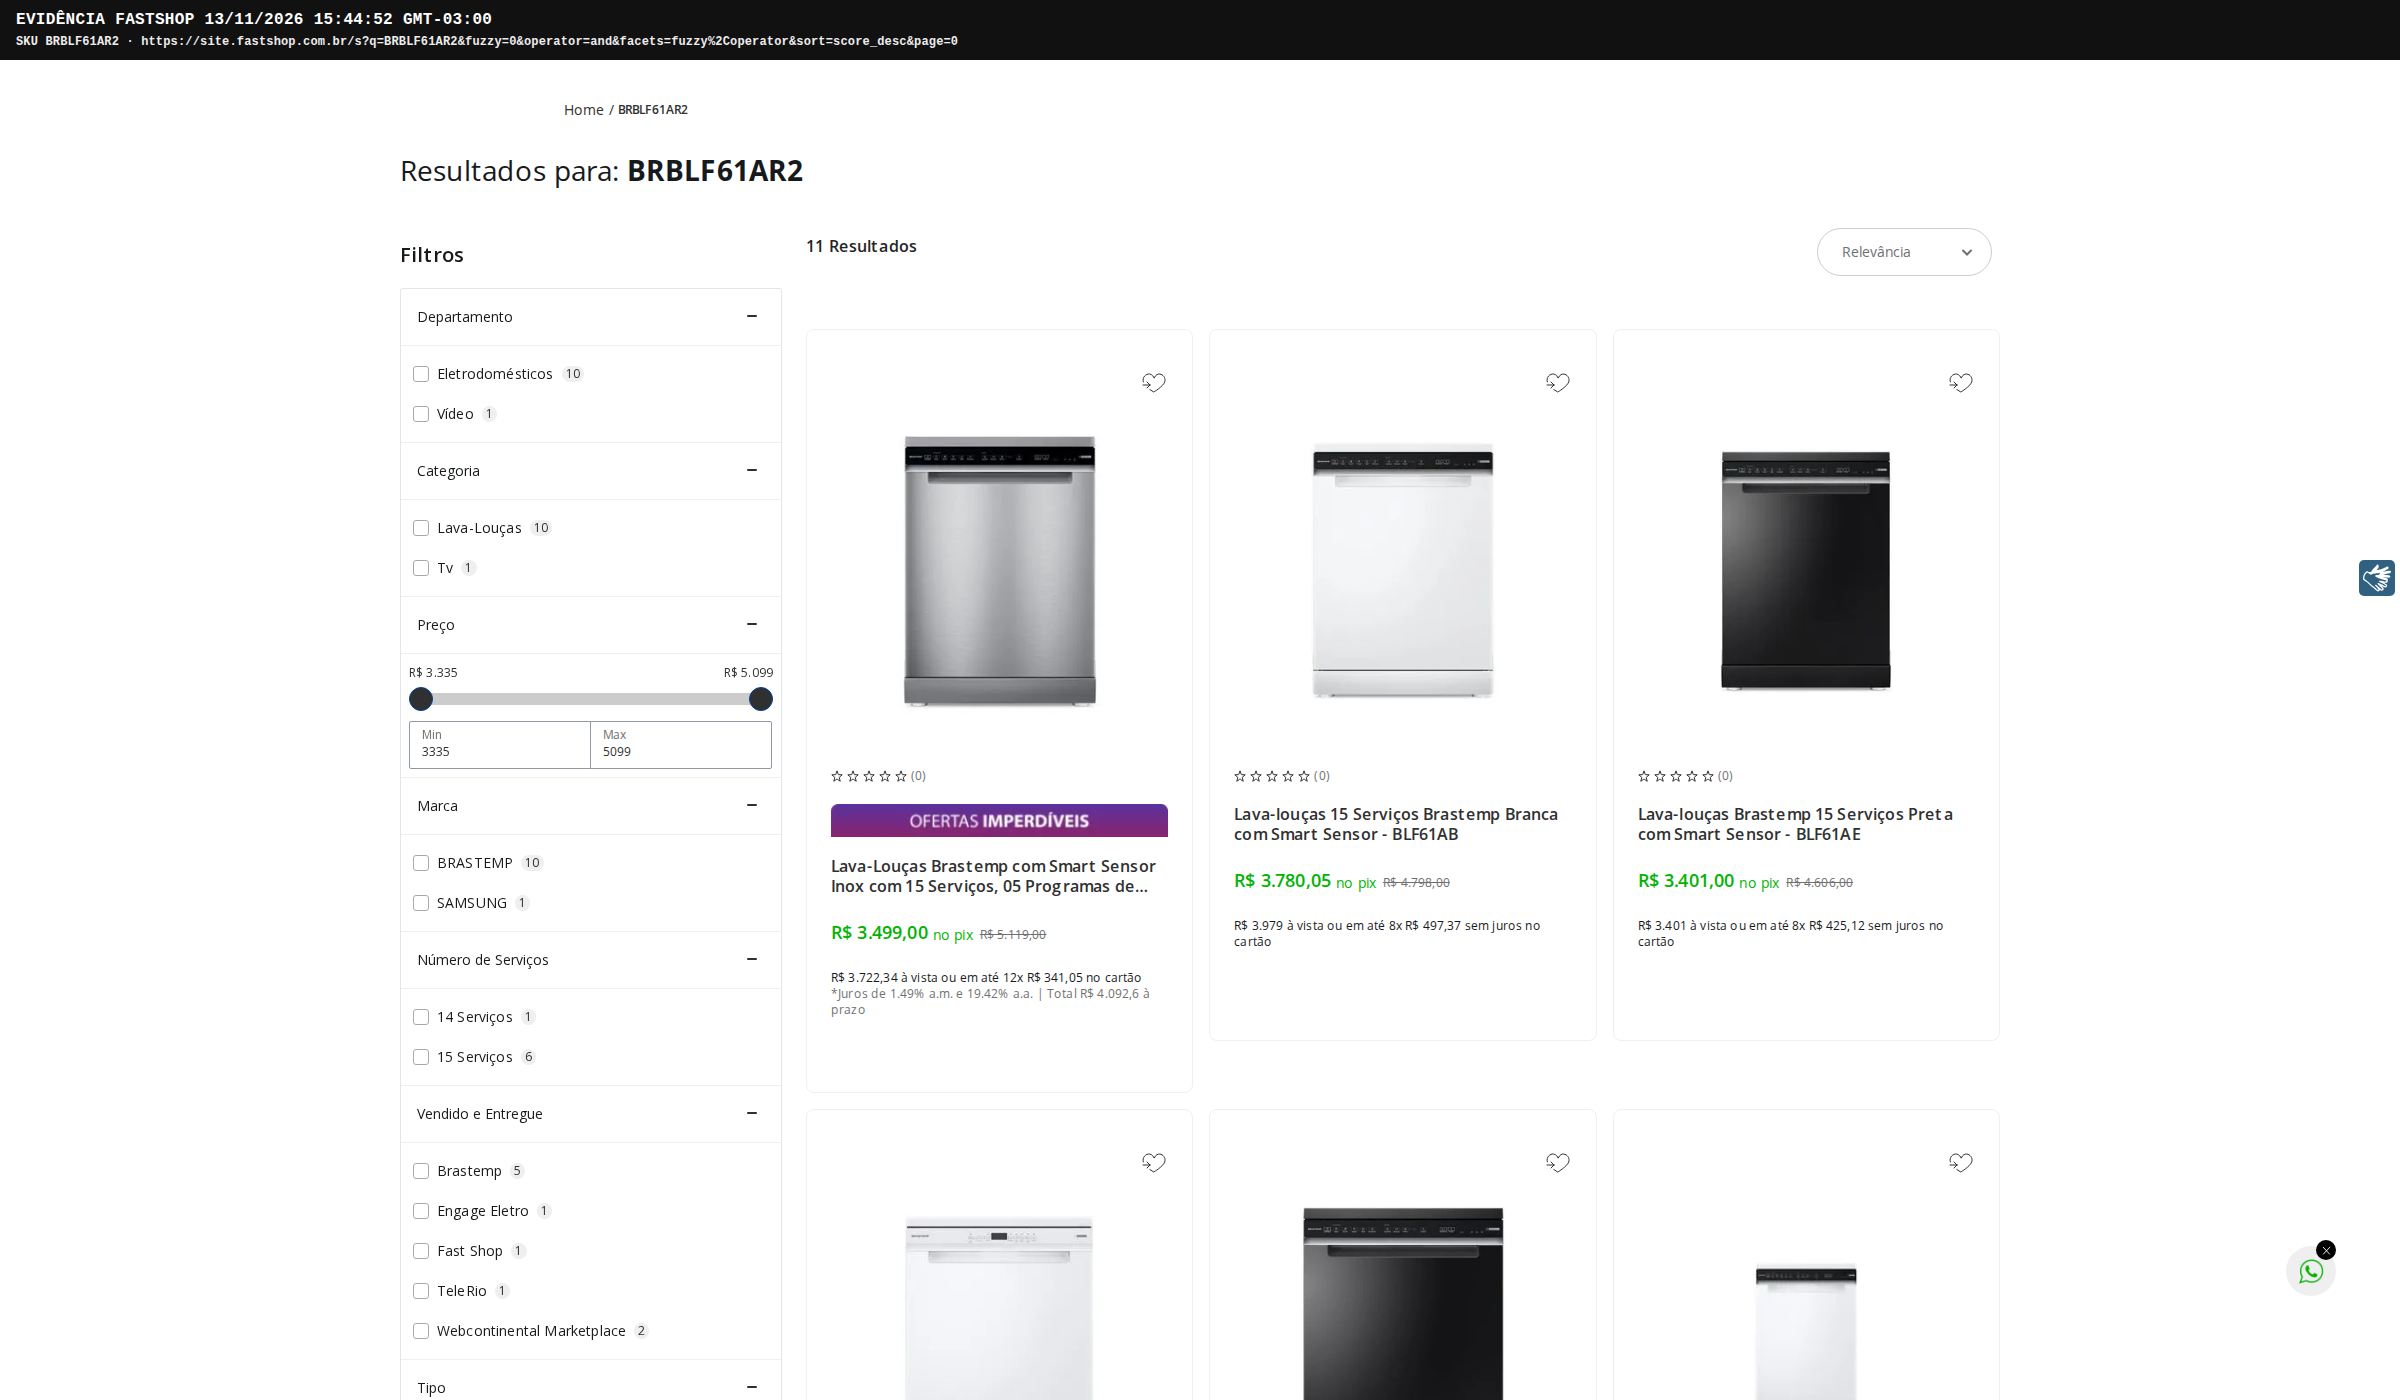 EVIDÊNCIA FASTSHOP 13/11/2026 15:44:52 GMT-03:00
SKU BRBLF61AR2 · https://site.fastshop.com.br/s?q=BRBLF61AR2&fuzzy=0&operator=and&facets=fuzzy%2Coperator&sort=score_desc&page=0
Home / BRBLF61AR2
Resultados para: BRBLF61AR2
Filtros
11 Resultados
Relevância
Departamento
Eletrodomésticos 10
Vídeo 1
Categoria
Lava-Louças 10
Tv 1
Preço
R$ 3.335 R$ 5.099
Min Max
3335 5099
Marca
BRASTEMP 10
SAMSUNG 1
Número de Serviços
14 Serviços 1
15 Serviços 6
Vendido e Entregue
Brastemp 5
Engage Eletro 1
Fast Shop 1
TeleRio 1
Webcontinental Marketplace 2
Tipo
(0)
OFERTAS IMPERDÍVEIS
Lava-Louças Brastemp com Smart Sensor
Inox com 15 Serviços, 05 Programas de...
R$ 3.499,00 no pix R$ 5.119,00
R$ 3.722,34 à vista ou em até 12x R$ 341,05 no cartão
*Juros de 1.49% a.m. e 19.42% a.a. | Total R$ 4.092,6 à
prazo
(0)
Lava-louças 15 Serviços Brastemp Branca
com Smart Sensor - BLF61AB
R$ 3.780,05 no pix R$ 4.798,00
R$ 3.979 à vista ou em até 8x R$ 497,37 sem juros no
cartão
(0)
Lava-louças Brastemp 15 Serviços Preta
com Smart Sensor - BLF61AE
R$ 3.401,00 no pix R$ 4.606,00
R$ 3.401 à vista ou em até 8x R$ 425,12 sem juros no
cartão